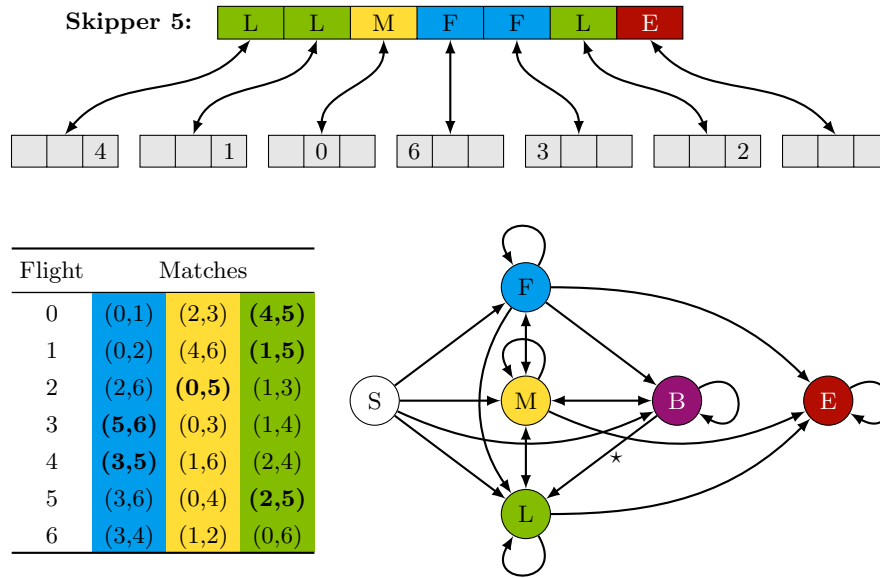 Skipper 5: L L M F F L E
4 1 0 6 3 2
Flight Matches
0 (0,1) (2,3) (4,5)
1 (0,2) (4,6) (1,5)
2 (2,6) (0,5) (1,3)
3 (5,6) (0,3) (1,4)
4 (3,5) (1,6) (2,4)
5 (3,6) (0,4) (2,5)
6 (3,4) (1,2) (0,6)
F
S M B E
⋆
L